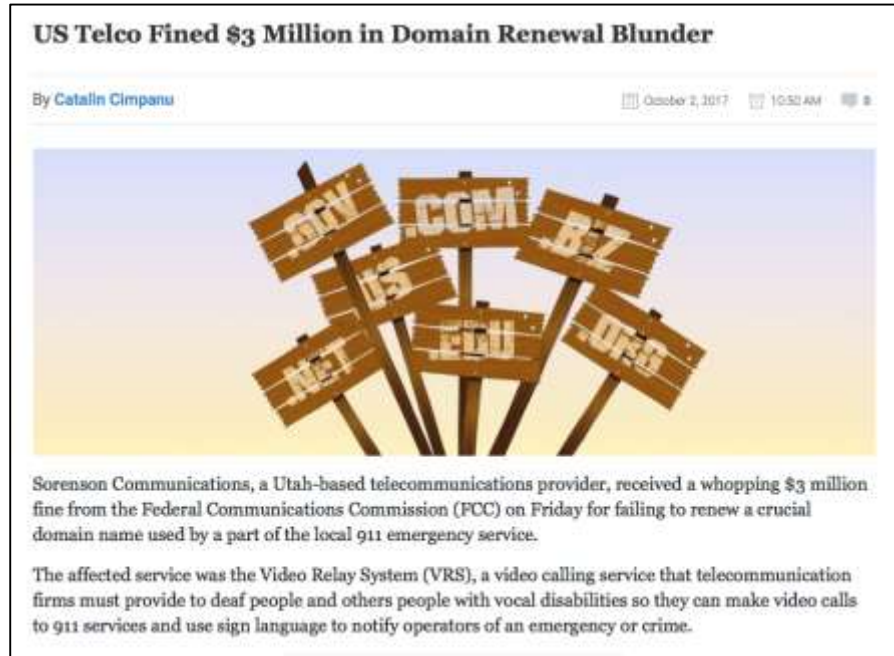 US Telco Fined $3 Million in Domain Renewal Blunder
By Catalin Cimpanu
October 2, 2017 10:50 AM 0
.GOV
.COM
.BIZ
.US
.NET
.EDU
.ORG
Sorenson Communications, a Utah-based telecommunications provider, received a whopping $3 million
fine from the Federal Communications Commission (FCC) on Friday for failing to renew a crucial
domain name used by a part of the local 911 emergency service.
The affected service was the Video Relay System (VRS), a video calling service that telecommunication
firms must provide to deaf people and others people with vocal disabilities so they can make video calls
to 911 services and use sign language to notify operators of an emergency or crime.